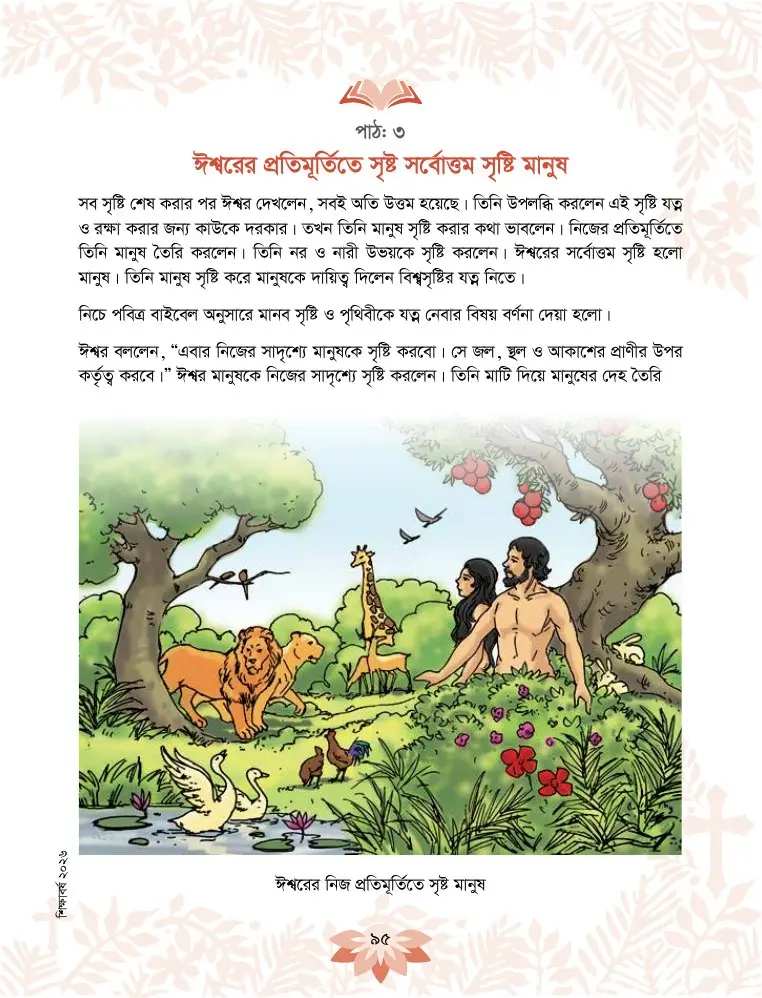 পাঠ: ৩
ঈশ্বরের প্রতিমূর্তিতে সৃষ্ট সর্বোত্তম সৃষ্টি মানুষ
সব সৃষ্টি শেষ করার পর ঈশ্বর দেখলেন, সবই অতি উত্তম হয়েছে। তিনি উপলব্ধি করলেন এই সৃষ্টি যত্ন
ও রক্ষা করার জন্য কাউকে দরকার। তখন তিনি মানুষ সৃষ্টি করার কথা ভাবলেন। নিজের প্রতিমূর্তিতে
তিনি মানুষ তৈরি করলেন। তিনি নর ও নারী উভয়কে সৃষ্টি করলেন। ঈশ্বরের সর্বোত্তম সৃষ্টি হলো
মানুষ। তিনি মানুষ সৃষ্টি করে মানুষকে দায়িত্ব দিলেন বিশ্বসৃষ্টির যত্ন নিতে।
নিচে পবিত্র বাইবেল অনুসারে মানব সৃষ্টি ও পৃথিবীকে যত্ন নেবার বিষয় বর্ণনা দেয়া হলো।
ঈশ্বর বললেন, “এবার নিজের সাদৃশ্যে মানুষকে সৃষ্টি করবো। সে জল, স্থল ও আকাশের প্রাণীর উপর
কর্তৃত্ব করবে।” ঈশ্বর মানুষকে নিজের সাদৃশ্যে সৃষ্টি করলেন। তিনি মাটি দিয়ে মানুষের দেহ তৈরি
ঈশ্বরের নিজ প্রতিমূর্তিতে সৃষ্ট মানুষ
শিক্ষাবর্ষ ২০২৬
৯৫